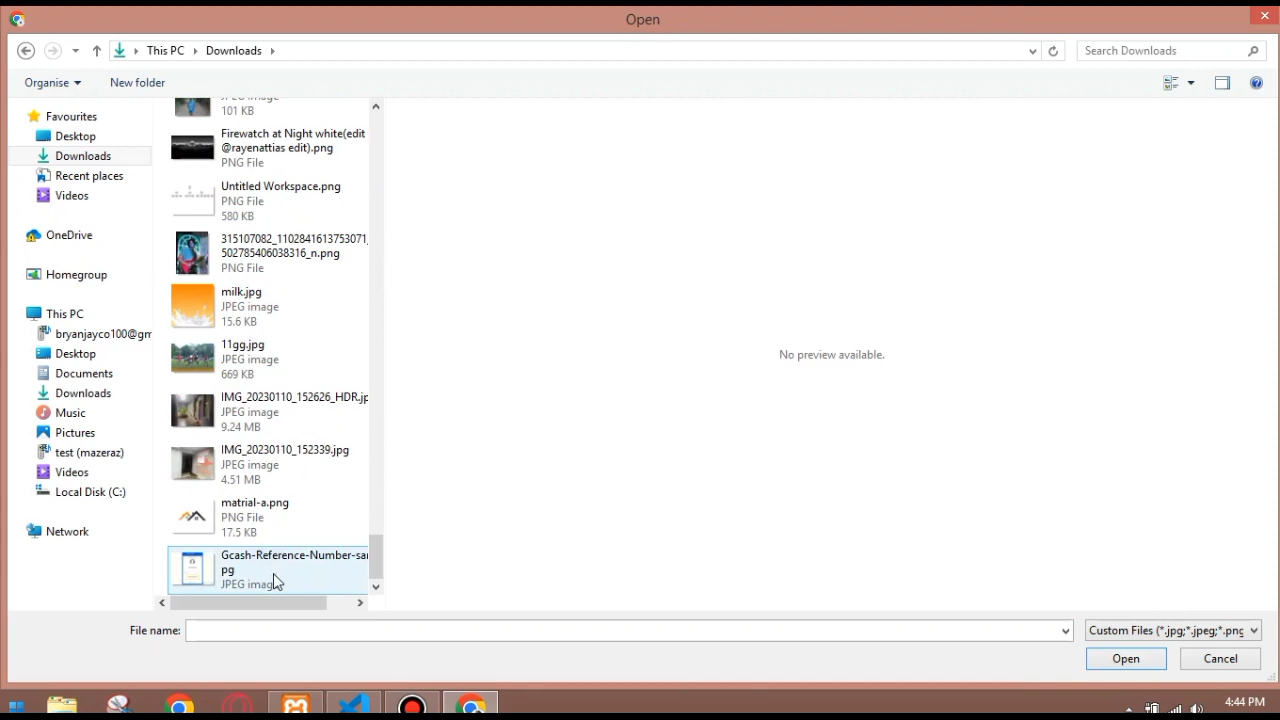 Open
This PC
Downloads
Search Downloads
Organise
New folder
Favourites
Desktop
Downloads
Recent places
Videos
OneDrive
Homegroup
This PC
bryanjayco100@gm
Desktop
Documents
Downloads
Music
Pictures
test (mazeraz)
Videos
Local Disk (C:)
Network
JPEG image
101 KB
Firewatch at Night white(edit
@rayenattias edit).png
PNG File
Untitled Workspace.png
PNG File
580 KB
315107082_1102841613753071_
502785406038316_n.png
PNG File
milk.jpg
JPEG image
15.6 KB
11gg.jpg
JPEG image
669 KB
IMG_20230110_152626_HDR.jp
JPEG image
9.24 MB
IMG_20230110_152339.jpg
JPEG image
4.51 MB
matrial-a.png
PNG File
17.5 KB
Gcash-Reference-Number-sa
pg
JPEG image
No preview available.
File name:
Custom Files (*.jpg;*.jpeg;*.png
Open
Cancel
4:44 PM